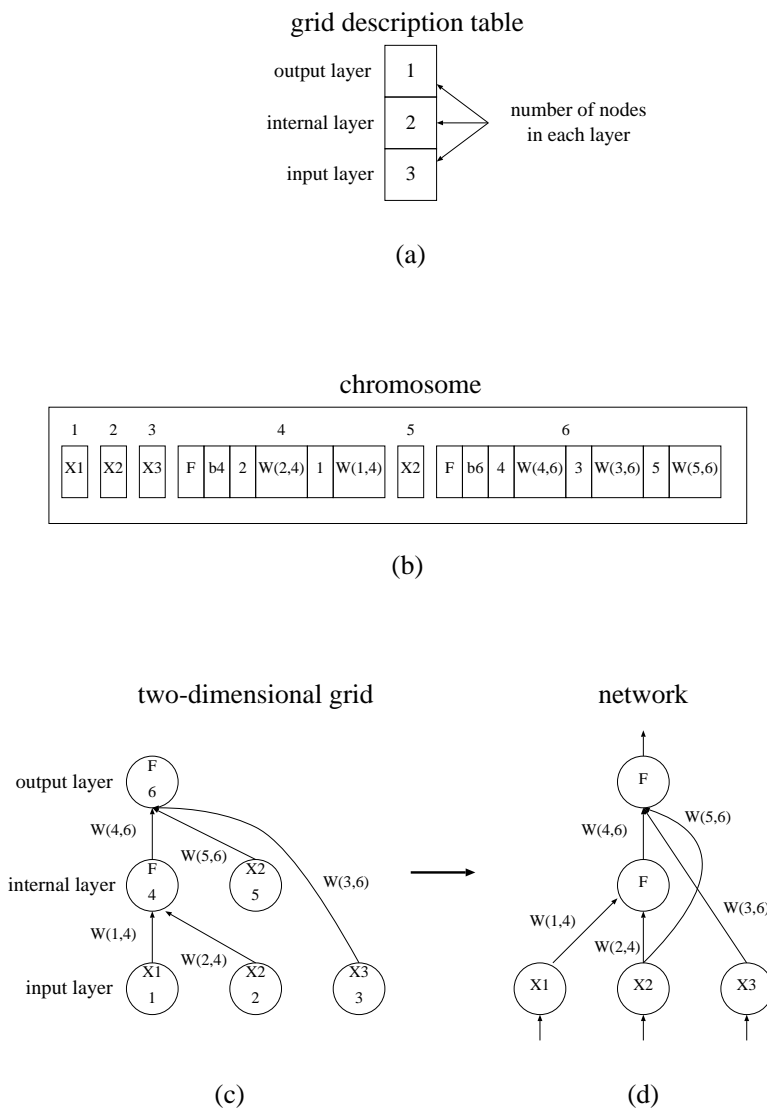 grid description table
output layer 1
internal layer 2
input layer 3
number of nodes
in each layer
(a)
chromosome
1 2 3 4 5 6
X1 X2 X3 F b4 2 W(2,4) 1 W(1,4) X2 F b6 4 W(4,6) 3 W(3,6) 5 W(5,6)
(b)
two-dimensional grid
output layer
F
6
W(4,6)
W(5,6)
W(3,6)
internal layer
F
4
X2
5
W(1,4)
W(2,4)
input layer
X1
1
X2
2
X3
3
(c)
network
F
W(4,6)
W(5,6)
F
W(1,4)
W(2,4)
W(3,6)
X1
X2
X3
(d)